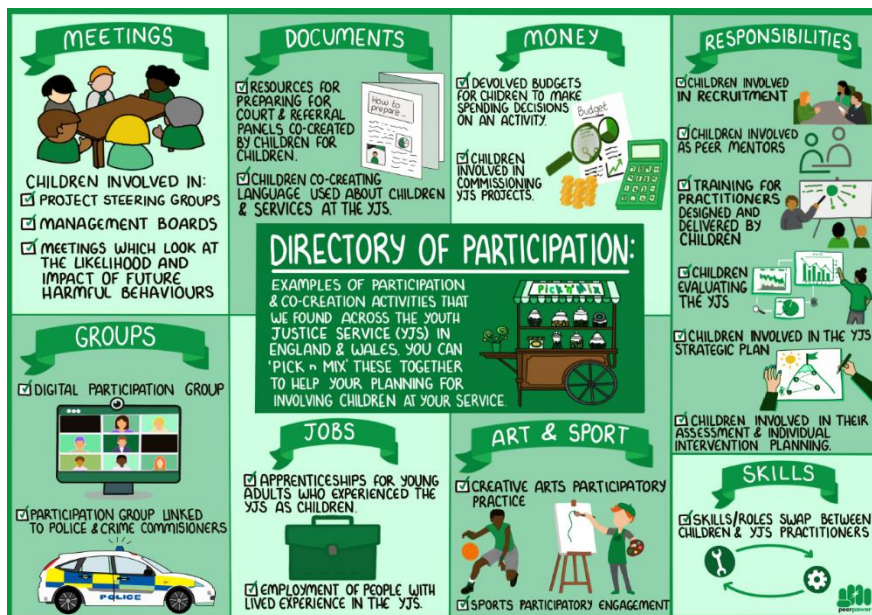 MEETINGS
CHILDREN INVOLVED IN:
PROJECT STEERING GROUPS
MANAGEMENT BOARDS
MEETINGS WHICH LOOK AT
THE LIKELIHOOD AND
IMPACT OF FUTURE
HARMFUL BEHAVIOURS
DOCUMENTS
RESOURCES FOR
PREPARING FOR
COURT & REFERRAL
PANELS CO-CREATED
BY CHILDREN FOR
CHILDREN.
How to
prepare...
CHILDREN CO-CREATING
LANGUAGE USED ABOUT CHILDREN
& SERVICES AT THE YJS.
MONEY
DEVOLVED BUDGETS
FOR CHIDREN TO MAKE
SPENDING DECISIONS
ON AN ACTIVITY.
Budget
CHILDREN
INVOLVED IN
COMMISSIONING
YJS PROJECTS.
RESPONSIBILITIES
CHILDREN INVOLVED
IN RECRUITMENT
CHILDREN INVOLVED
AS PEER MENTORS
TRAINING FOR
PRACTITIONERS
DESIGNED AND
DELIVERED BY
CHILDREN
CHILDREN
EVALUATING
THE YJS
CHILDREN INVOLVED IN THE YJS
STRATEGIC PLAN
CHILDREN INVOLVED IN THEIR
ASSESSMENT & INDIVIDUAL
INTERVENTION PLANNING.
DIRECTORY OF PARTICIPATION:
EXAMPLES OF PARTICIPATION
& CO-CREATION ACTIVITIES THAT
WE FOUND ACROSS THE YOUTH
JUSTICE SERVICE (YJS) IN
ENGLAND & WALES. YOU CAN
'PICK n MIX' THESE TOGETHER
TO HELP YOUR PLANNING FOR
INVOLVING CHILDREN AT YOUR SERVICE.
Pick 'n' Mix
GROUPS
DIGITAL PARTICIPATION GROUP
PARTICIPATION GROUP LINKED
TO POLICE & CRIME COMMISIONERS
POLICE
JOBS
APPRENTICESHIPS FOR YOUNG
ADULTS WHO EXPERIENCED THE
YJS AS CHILDREN.
EMPLOYMENT OF PEOPLE WITH
LIVED EXPERIENCE IN THE YJS.
ART & SPORT
CREATIVE ARTS PARTICIPATORY
PRACTICE
SPORTS PARTICIPATORY ENGAGEMENT
SKILLS
SKILLS/ROLES SWAP BETWEEN
CHILDREN & YJS PRACTITIONERS
peerpower